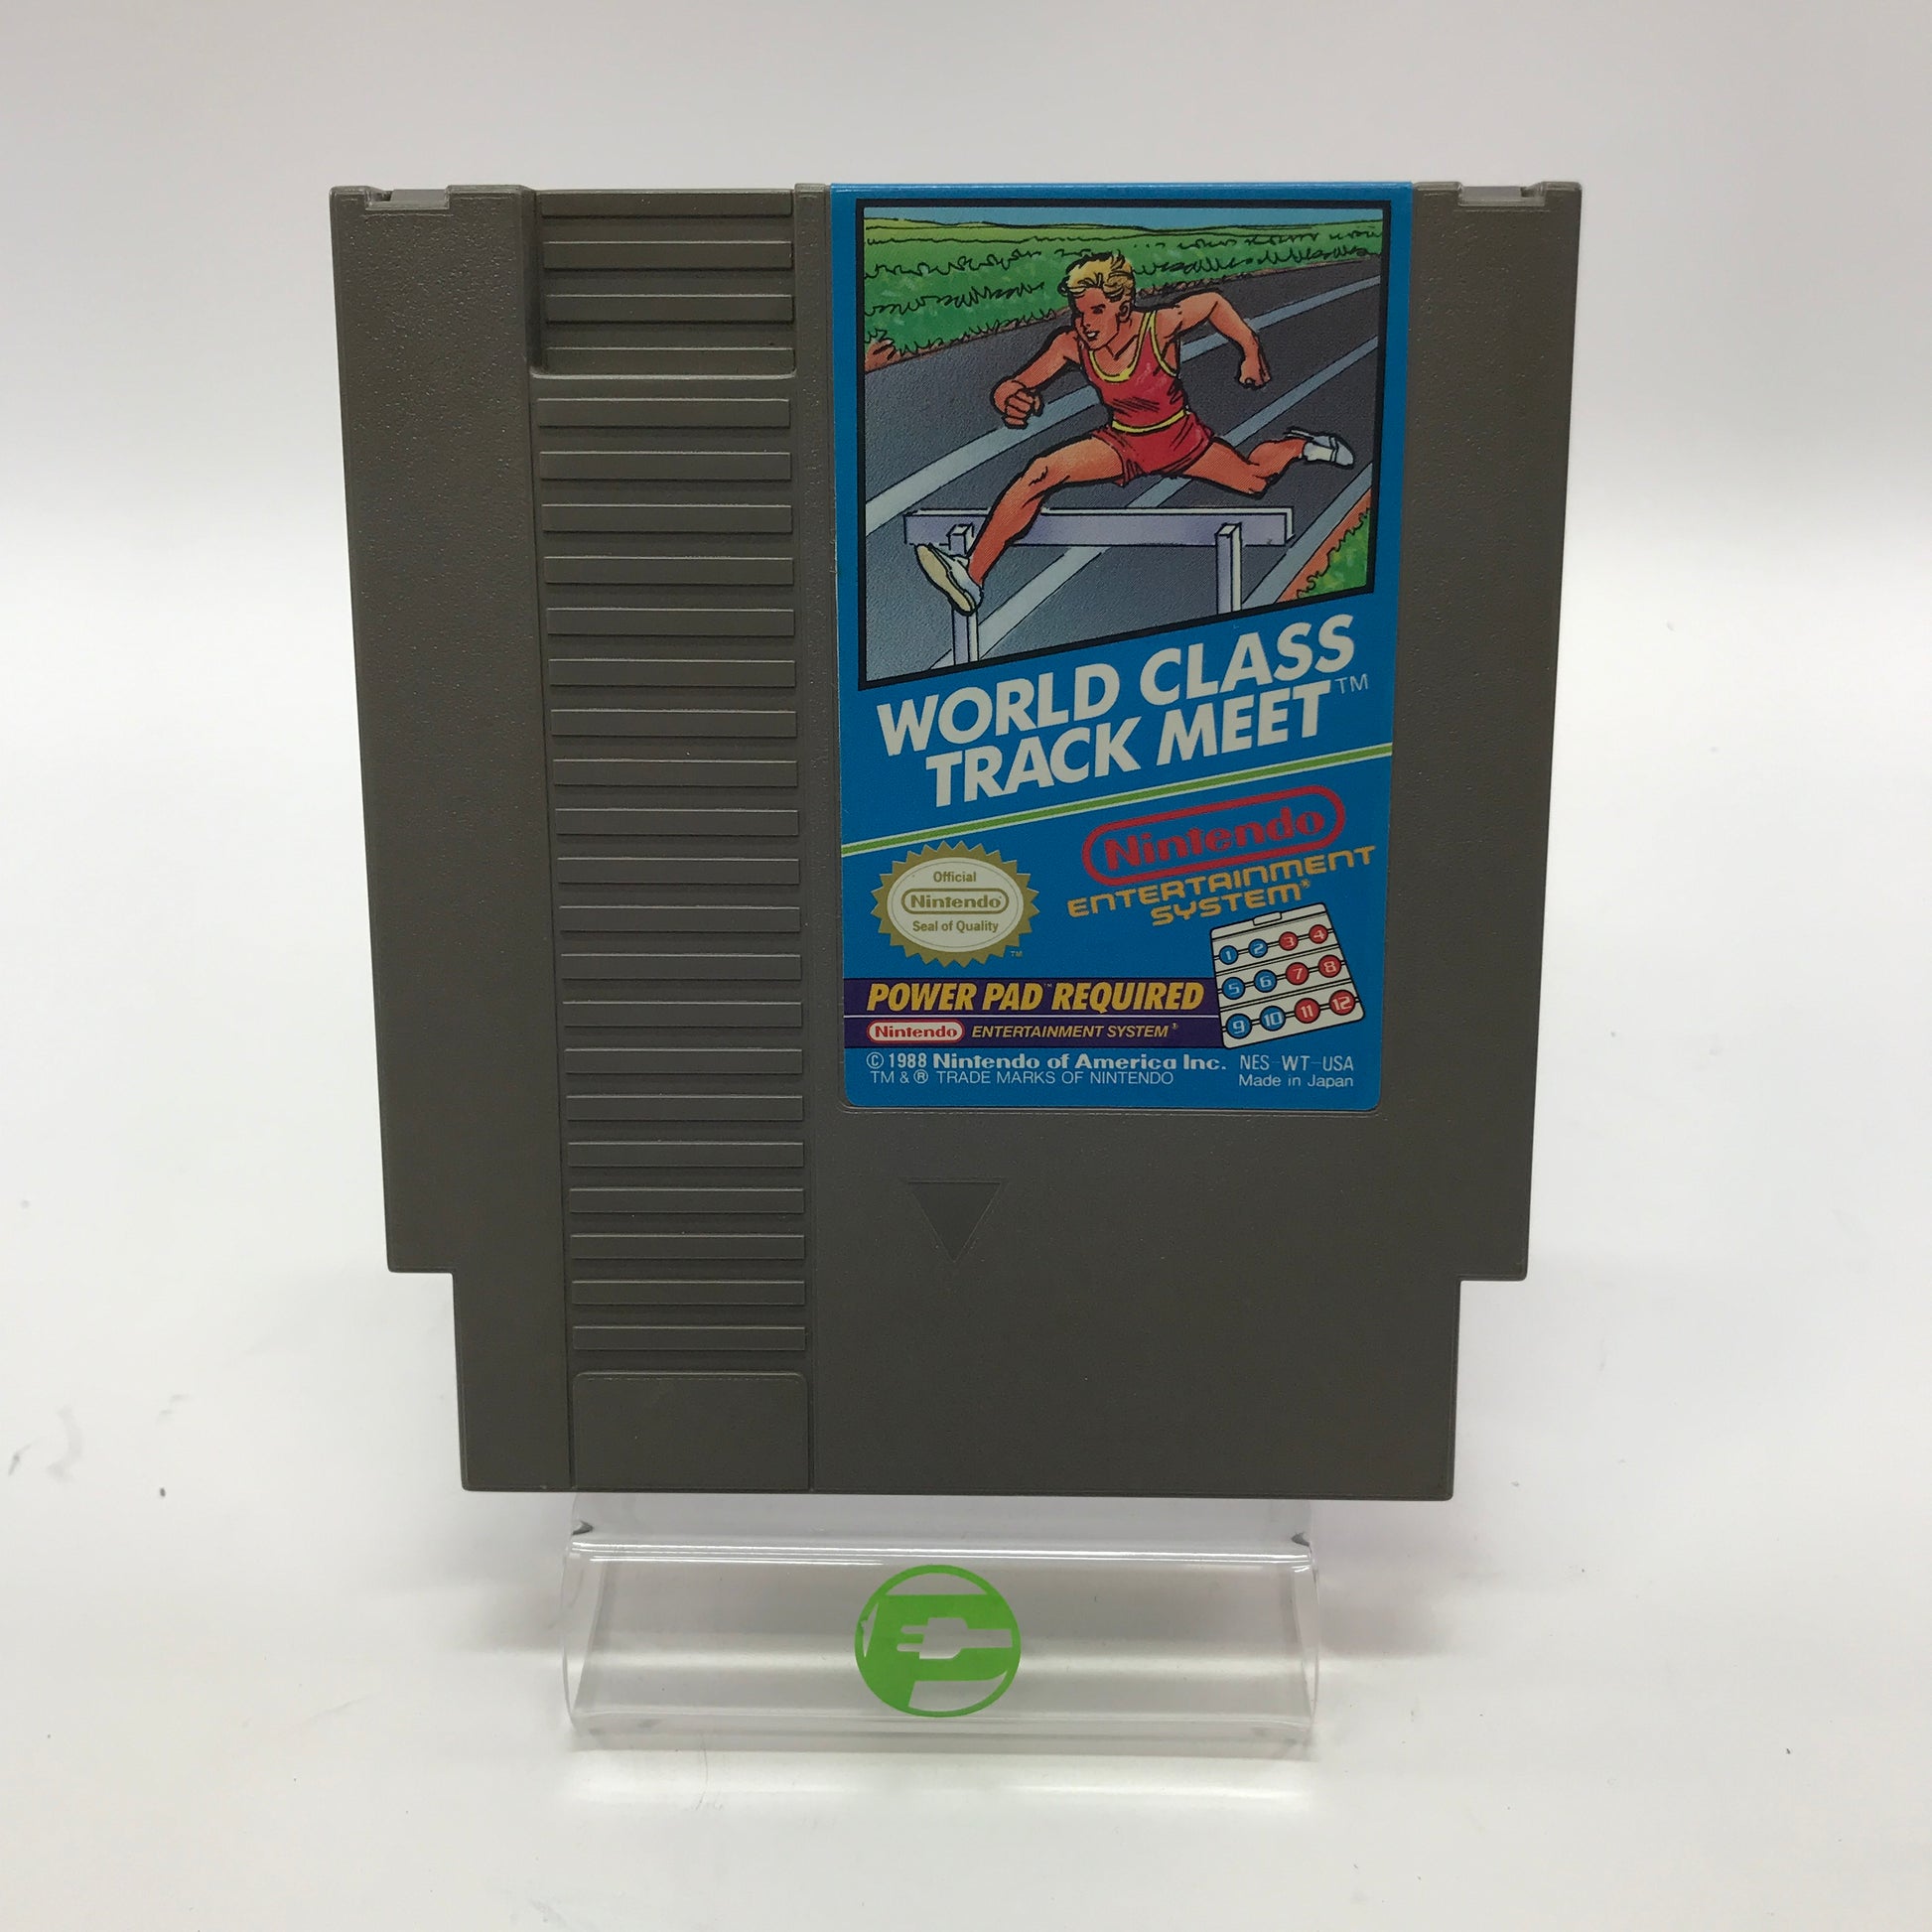 WORLD CLASS
TRACK MEET™
Nintendo
ENTERTAINMENT
SYSTEM®
Official
Nintendo®
Seal of Quality
TM
1 2 3 4
5 6 7 8
9 10 11 12
POWER PAD™ REQUIRED
Nintendo ENTERTAINMENT SYSTEM®
© 1988 Nintendo of America Inc. NES-WT-USA
TM & ® TRADE MARKS OF NINTENDO Made in Japan